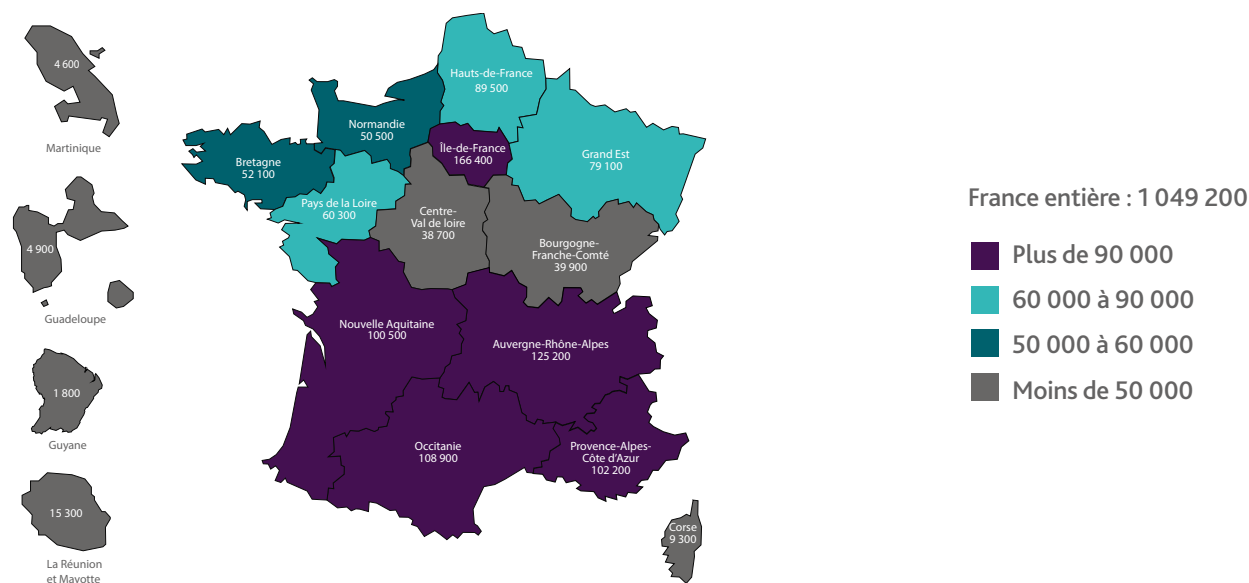 4 600
Martinique
4 900
Guadeloupe
1 800
Guyane
15 300
La Réunion
et Mayotte
Hauts-de-France
89 500
Normandie
50 500
Île-de-France
166 400
Grand Est
79 100
Bretagne
52 100
Pays de la Loire
60 300
Centre-
Val de loire
38 700
Bourgogne-
Franche-Comté
39 900
Nouvelle Aquitaine
100 500
Auvergne-Rhône-Alpes
125 200
Occitanie
108 900
Provence-Alpes-
Côte d'Azur
102 200
Corse
9 300
France entière : 1 049 200
Plus de 90 000
60 000 à 90 000
50 000 à 60 000
Moins de 50 000